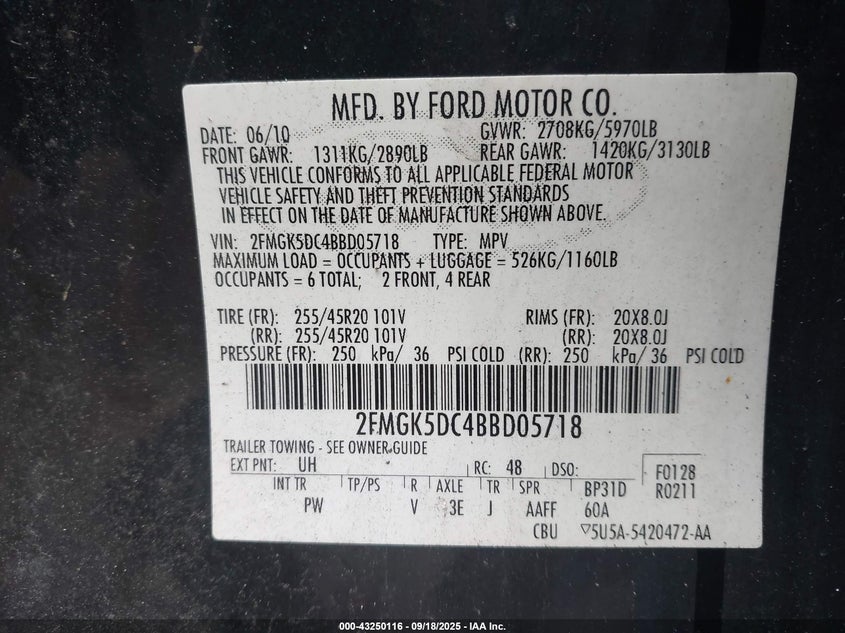 MFD. BY FORD MOTOR CO.
DATE: 06/10 GVWR: 2708KG/5970LB
FRONT GAWR: 1311KG/2890LB REAR GAWR: 1420KG/3130LB
THIS VEHICLE CONFORMS TO ALL APPLICABLE FEDERAL MOTOR
VEHICLE SAFETY AND THEFT PREVENTION STANDARDS
IN EFFECT ON THE DATE OF MANUFACTURE SHOWN ABOVE.
VIN: 2FMGK5DC4BBD05718 TYPE: MPV
MAXIMUM LOAD = OCCUPANTS + LUGGAGE = 526KG/1160LB
OCCUPANTS = 6 TOTAL; 2 FRONT, 4 REAR
TIRE (FR): 255/45R20 101V RIMS (FR): 20X8.0J
(RR): 255/45R20 101V (RR): 20X8.0J
PRESSURE (FR): 250 kPa/ 36 PSI COLD (RR): 250 kPa/ 36 PSI COLD
2FMGK5DC4BBD05718
TRAILER TOWING - SEE OWNER GUIDE
EXT PNT: UH RC: 48 DSO: F0128
INT TR TP/PS R AXLE TR SPR BP31D R0211
PW V 3E J AAFF 60A
CBU ▽5U5A-5420472-AA
000-43250116 - 09/18/2025 - IAA Inc.